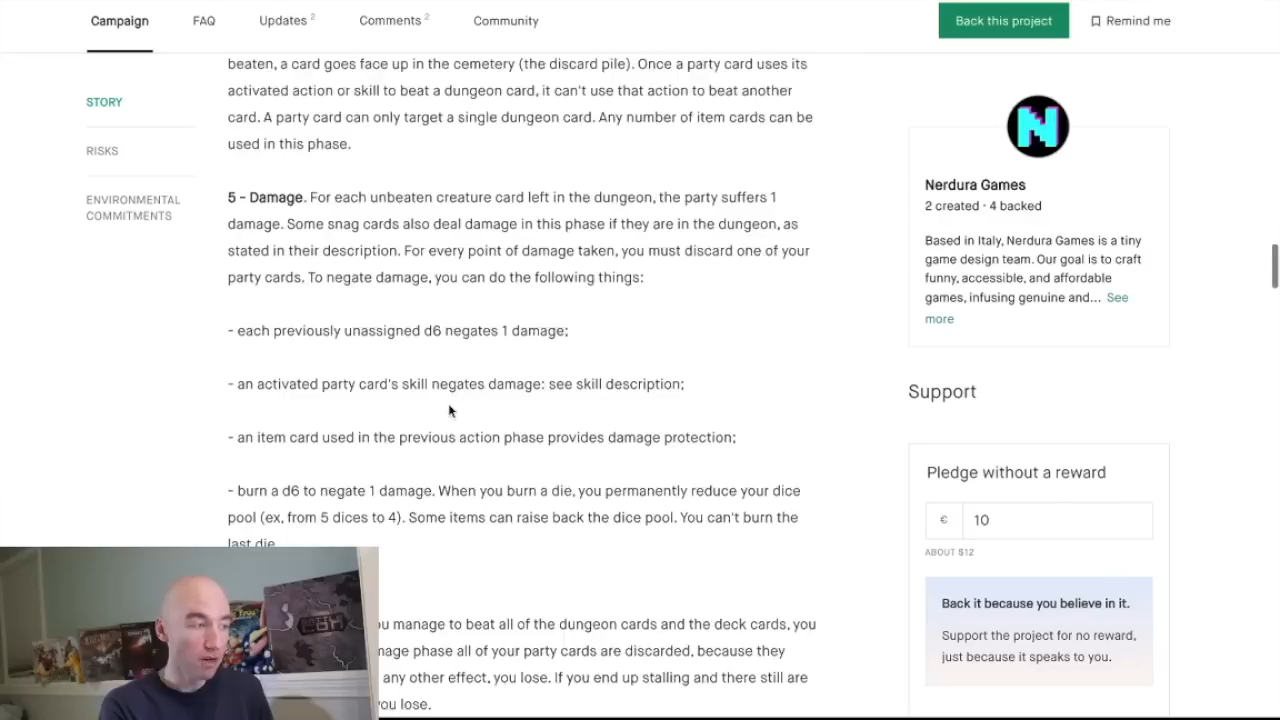 Campaign
FAQ
Updates 2
Comments 2
Community
Back this project
Remind me
STORY
RISKS
ENVIRONMENTAL
COMMITMENTS
beaten, a card goes face up in the cemetery (the discard pile). Once a party card uses its
activated action or skill to beat a dungeon card, it can't use that action to beat another
card. A party card can only target a single dungeon card. Any number of item cards can be
used in this phase.
5 - Damage. For each unbeaten creature card left in the dungeon, the party suffers 1
damage. Some snag cards also deal damage in this phase if they are in the dungeon, as
stated in their description. For every point of damage taken, you must discard one of your
party cards. To negate damage, you can do the following things:
- each previously unassigned d6 negates 1 damage;
- an activated party card's skill negates damage: see skill description;
- an item card used in the previous action phase provides damage protection;
- burn a d6 to negate 1 damage. When you burn a die, you permanently reduce your dice
pool (ex, from 5 dices to 4). Some items can raise back the dice pool. You can't burn the
last die.
u manage to beat all of the dungeon cards and the deck cards, you
mage phase all of your party cards are discarded, because they
any other effect, you lose. If you end up stalling and there still are
you lose.
N
Nerdura Games
2 created · 4 backed
Based in Italy, Nerdura Games is a tiny
game design team. Our goal is to craft
funny, accessible, and affordable
games, infusing genuine and... See
more
Support
Pledge without a reward
€ 10
ABOUT $12
Back it because you believe in it.
Support the project for no reward,
just because it speaks to you.